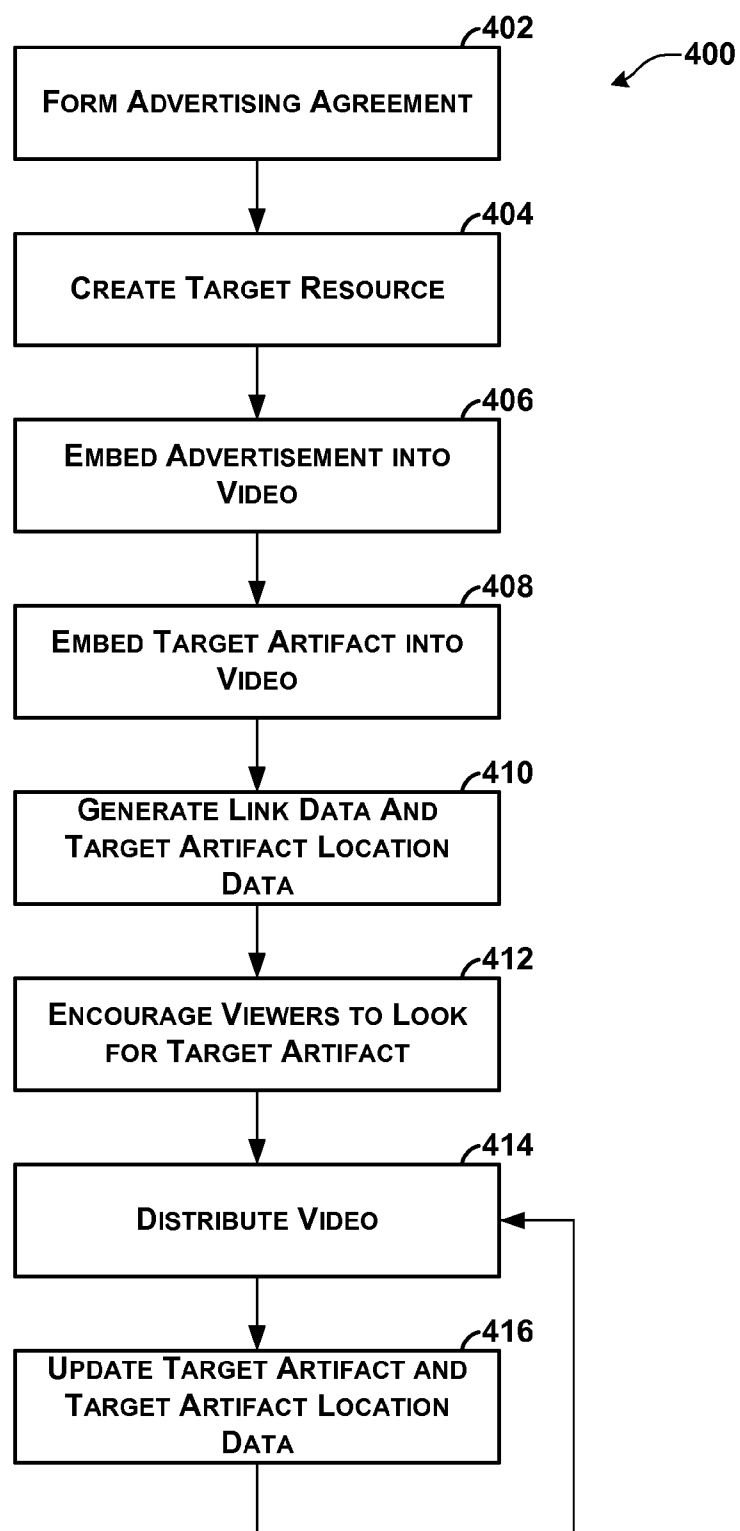 402
400
FORM ADVERTISING AGREEMENT
404
CREATE TARGET RESOURCE
406
EMBED ADVERTISEMENT INTO
VIDEO
408
EMBED TARGET ARTIFACT INTO
VIDEO
410
GENERATE LINK DATA AND
TARGET ARTIFACT LOCATION
DATA
412
ENCOURAGE VIEWERS TO LOOK
FOR TARGET ARTIFACT
414
DISTRIBUTE VIDEO
416
UPDATE TARGET ARTIFACT AND
TARGET ARTIFACT LOCATION
DATA